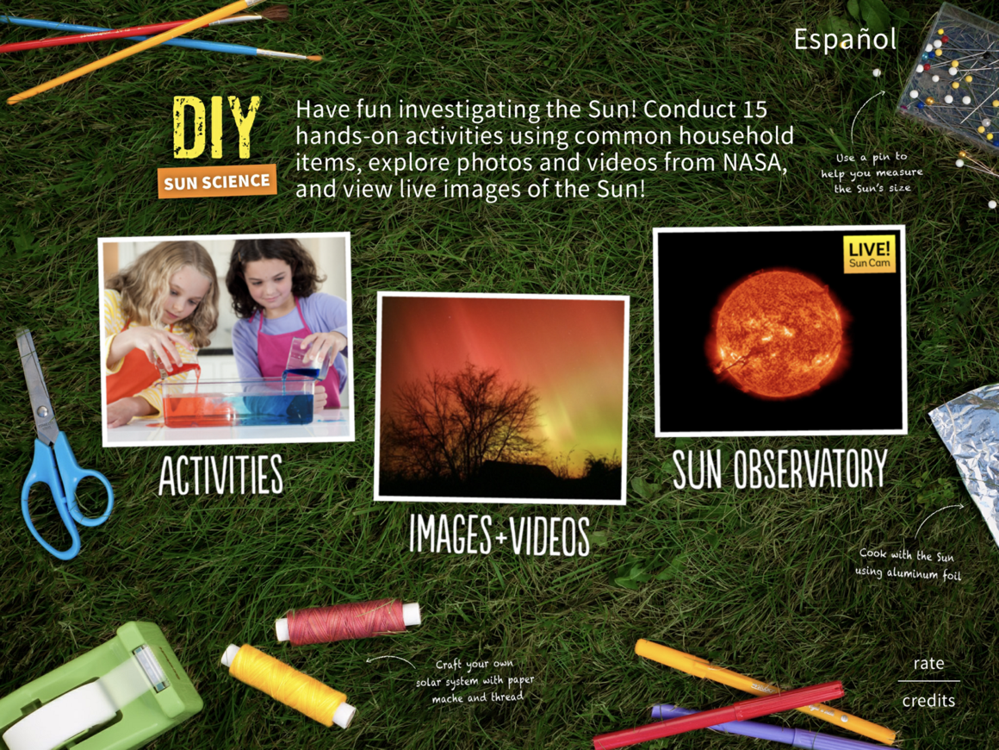 Español
DIY
SUN SCIENCE
Have fun investigating the Sun! Conduct 15
hands-on activities using common household
items, explore photos and videos from NASA,
and view live images of the Sun!
Use a pin to
help you measure
the Sun's size
LIVE!
Sun Cam
ACTIVITIES
IMAGES+VIDEOS
SUN OBSERVATORY
Cook with the Sun
using aluminum foil
Craft your own
solar system with paper
mache and thread
rate
credits